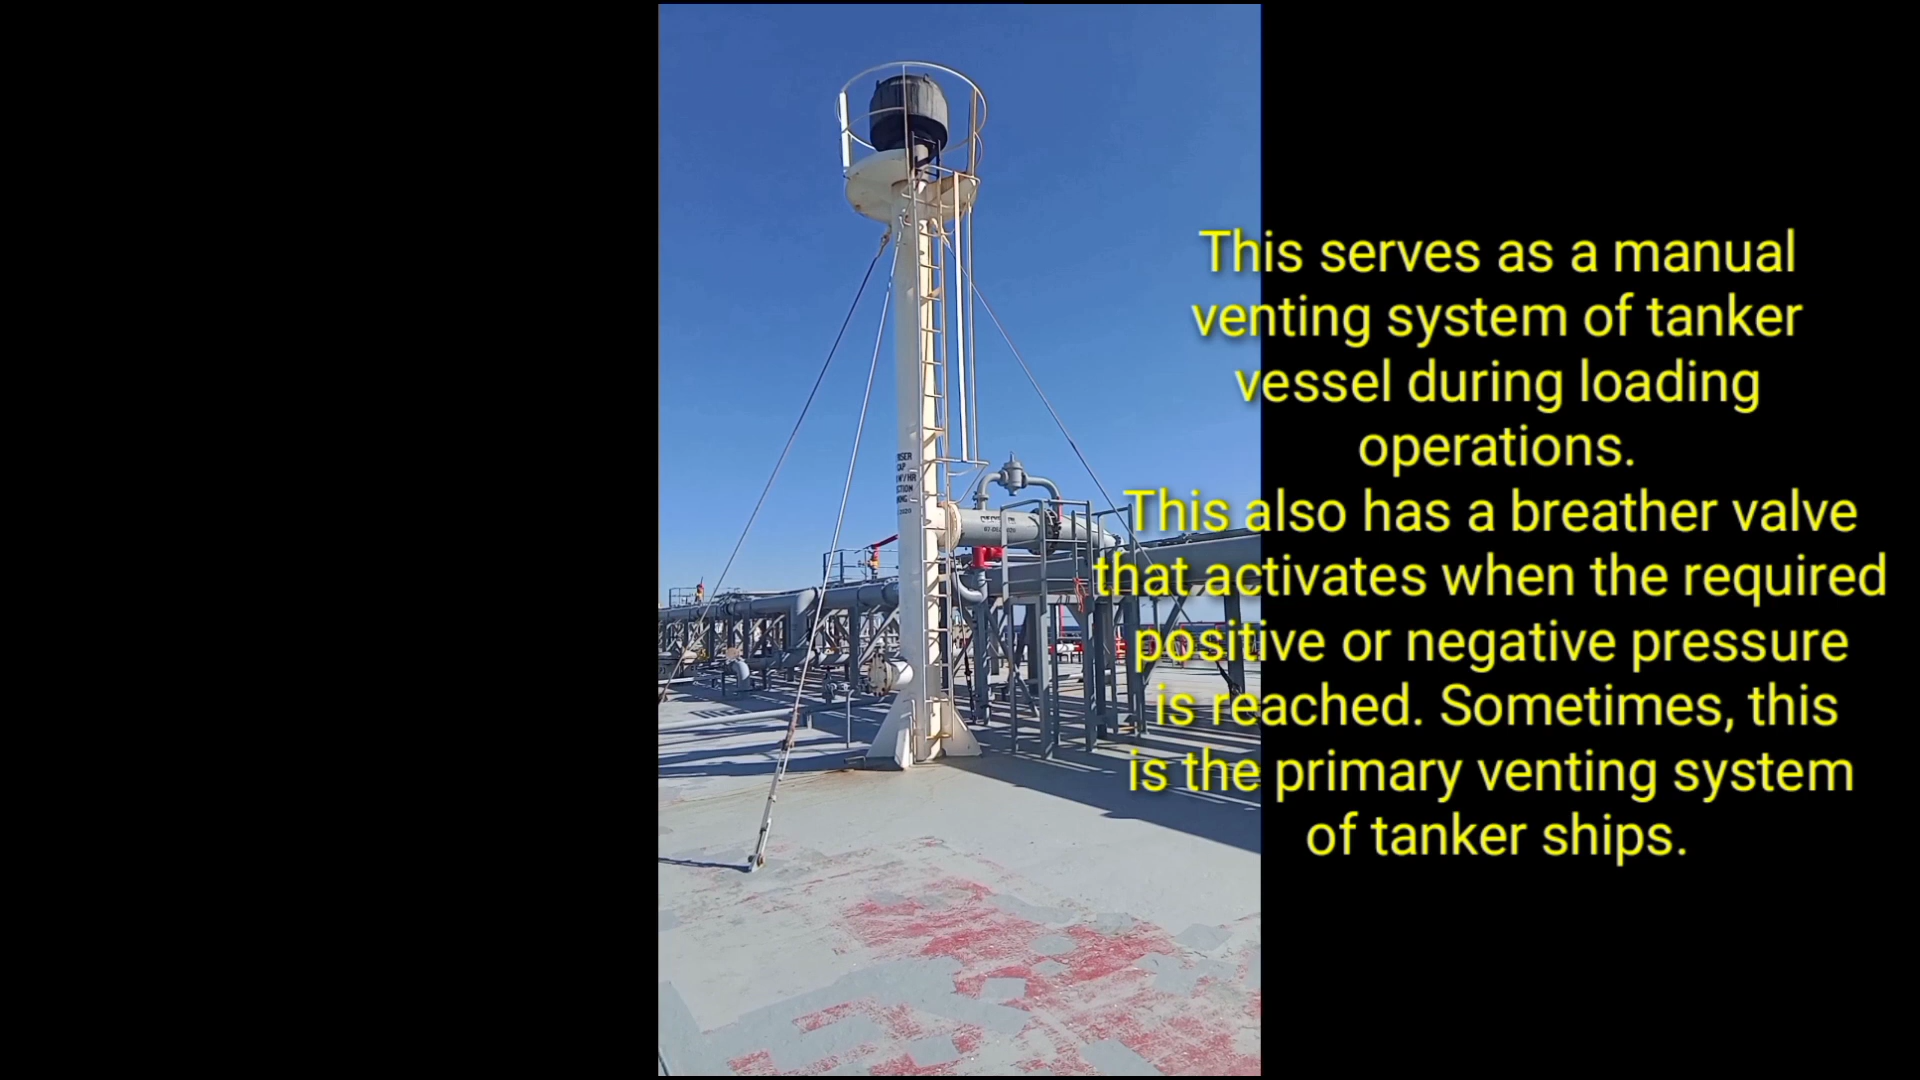 This serves as a manual
venting system of tanker
vessel during loading
operations.
This also has a breather valve
that activates when the required
positive or negative pressure
is reached. Sometimes, this
is the primary venting system
of tanker ships.